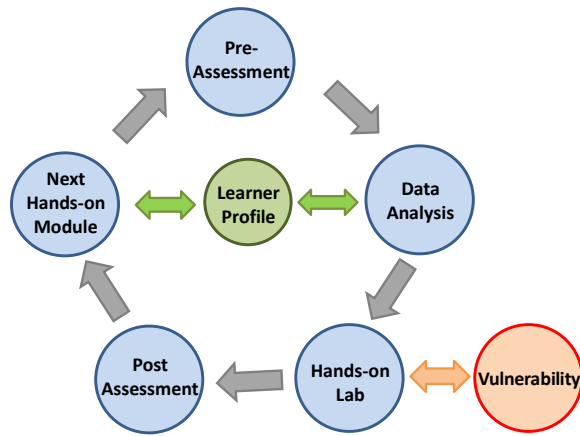 Pre-
Assessment
Next
Hands-on
Module
Learner
Profile
Data
Analysis
Post
Assessment
Hands-on
Lab
Vulnerability